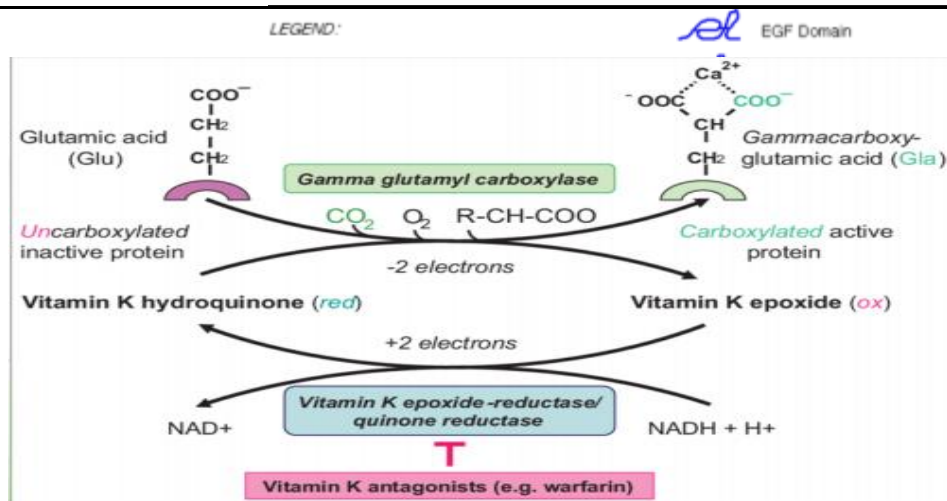 LEGEND:
EGF Domain
Ca²⁺
COO⁻
⁻OOC COO⁻
CH₂
CH
Glutamic acid
(Glu)
CH₂
CH₂
Gammacarboxy-
glutamic acid (Gla)
Gamma glutamyl carboxylase
CO₂ O₂ R-CH-COO
Uncarboxylated
inactive protein
Carboxylated active
protein
-2 electrons
Vitamin K hydroquinone (red)
Vitamin K epoxide (ox)
+2 electrons
Vitamin K epoxide-reductase/
quinone reductase
NAD+
NADH + H+
Vitamin K antagonists (e.g. warfarin)